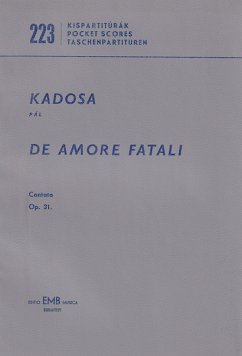 223
KISPARTITÚRÁK
POCKET SCORES
TASCHENPARTITUREN
KADOSA
PÁL
DE AMORE FATALI
Cantata
Op. 31.
EDITIO EMB MUSICA
BUDAPEST